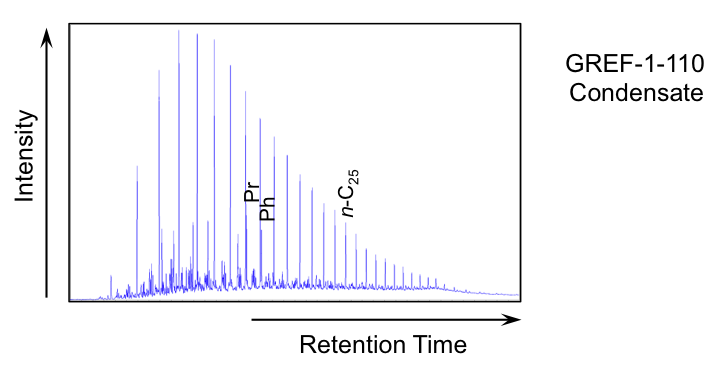 GREF-1-110
Condensate
Intensity
Pr
Ph
n-C25
Retention Time